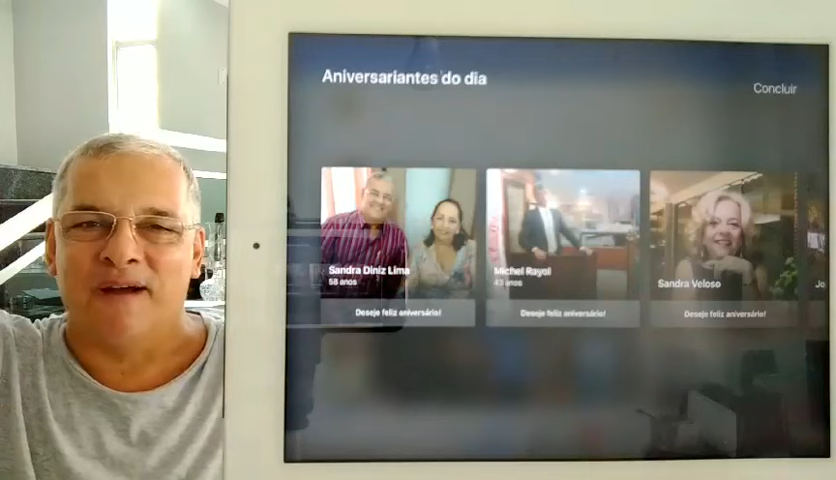 Aniversariantes do dia
Concluir
Sandra Diniz Lima
58 anos
Deseje feliz aniversário!
Michel Rayol
43 anos
Deseje feliz aniversário!
Sandra Veloso
Deseje feliz aniversário!
Jo